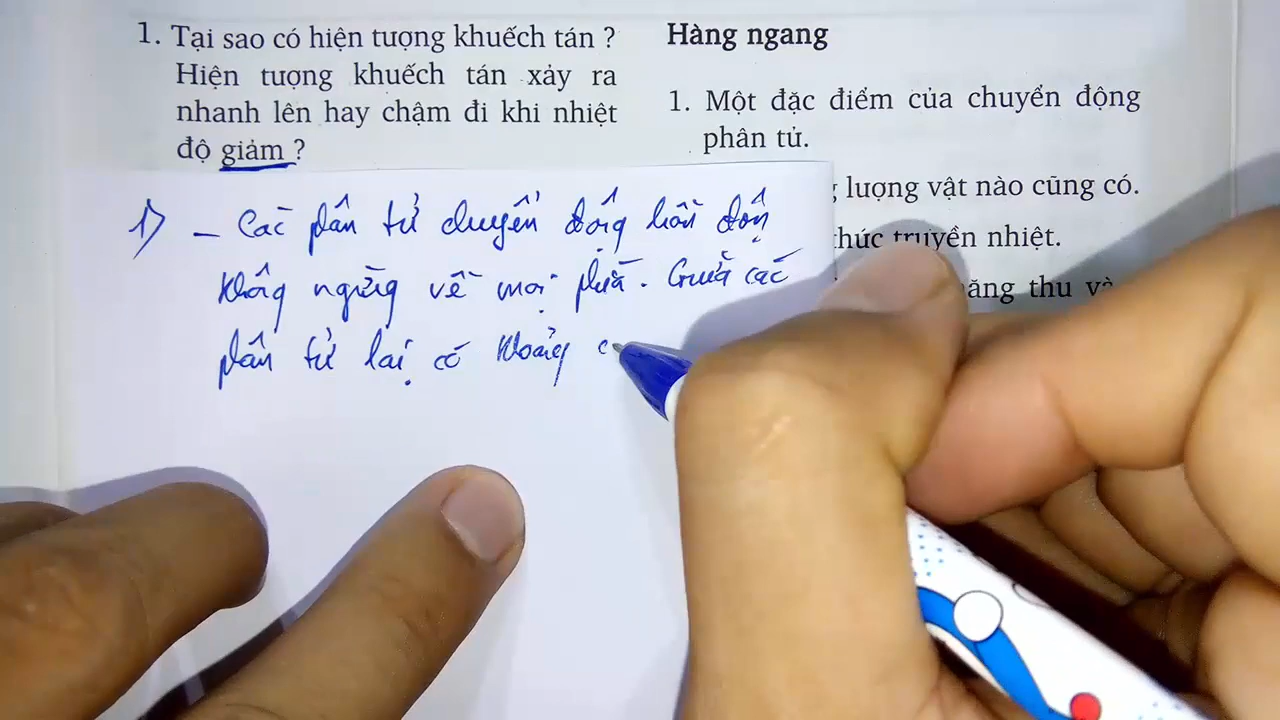 1. Tại sao có hiện tượng khuếch tán ?
Hiện tượng khuếch tán xảy ra
nhanh lên hay chậm đi khi nhiệt
độ giảm ?
Hàng ngang
1. Một đặc điểm của chuyển động
phân tử.
lượng vật nào cũng có.
thức truyền nhiệt.
năng thu và
1) – Các phân tử chuyển động hỗn độn
không ngừng về mọi phía. Giữa các
phân tử lại có khoảng c